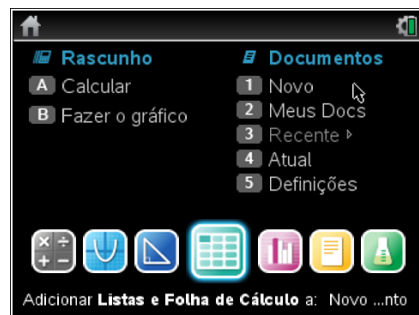 Rascunho
A Calcular
B Fazer o gráfico
Documentos
1 Novo
2 Meus Docs
3 Recente ▸
4 Atual
5 Definições
Adicionar Listas e Folha de Cálculo a: Novo ...nto